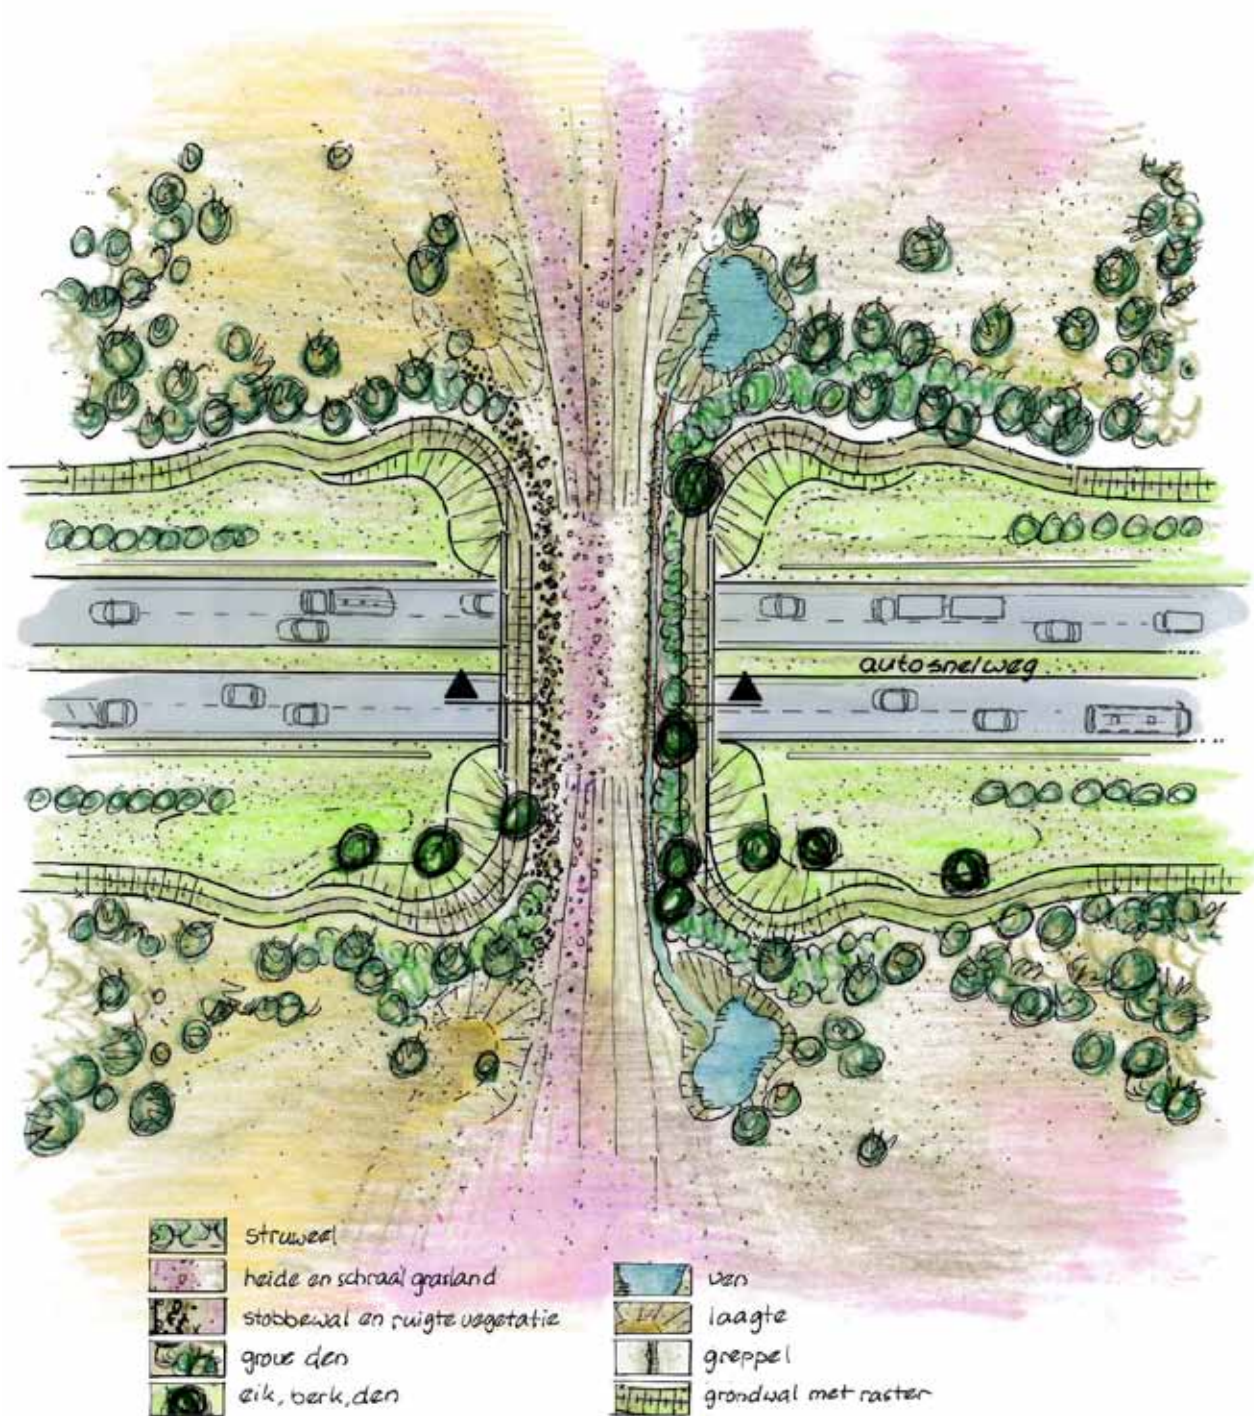 autosnelweg
struweel
heide en schraal grasland
stobbewal en ruigte vegetatie
grove den
eik, berk, den
ven
laagte
greppel
grondwal met raster